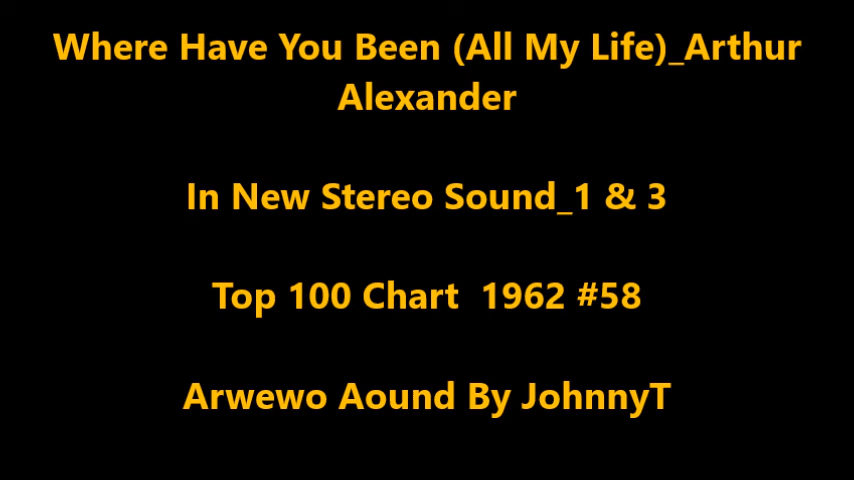 Where Have You Been (All My Life)_Arthur
Alexander
In New Stereo Sound_1 & 3
Top 100 Chart  1962 #58
Arwewo Aound By JohnnyT